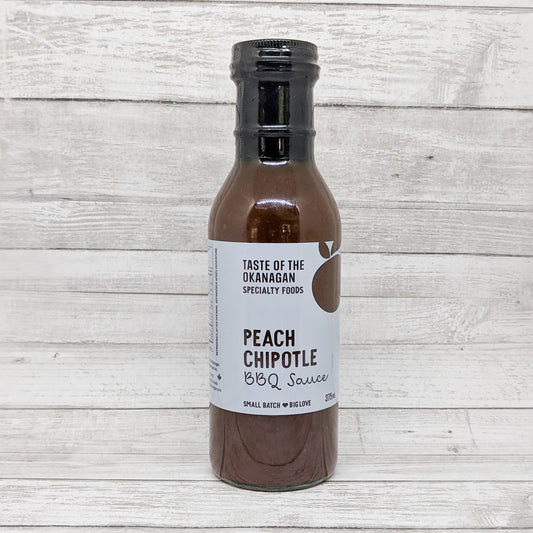 TASTE OF THE
OKANAGAN
SPECIALTY FOODS
PEACH
CHIPOTLE
BBQ Sauce
SMALL BATCH ❤ BIG LOVE